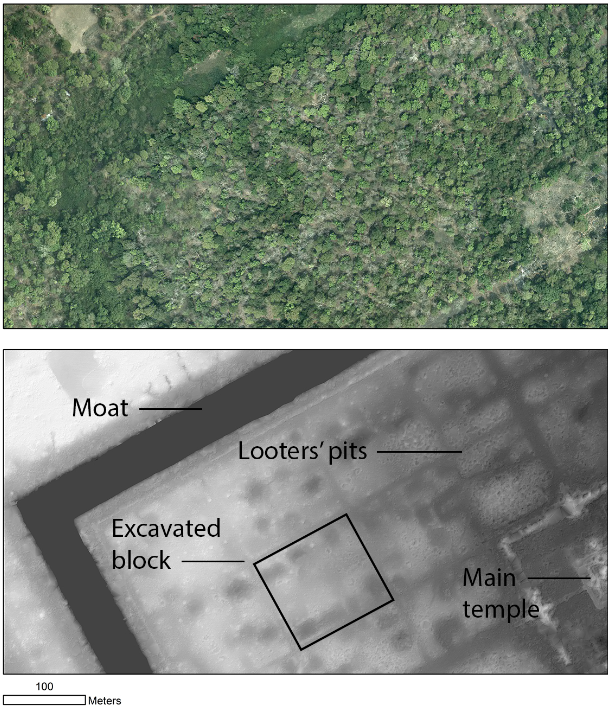 Moat
Looters' pits
Excavated
block
Main
temple
100
Meters